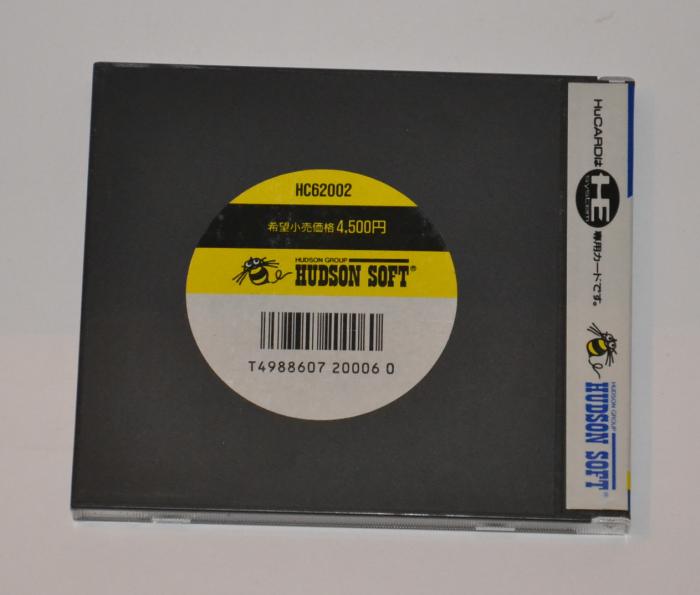 HC62002
希望小売価格 4,500円
HUDSON GROUP
HUDSON SOFT®
T4988607 20006 0
HuCARDは HE system 専用カードです。
HUDSON GROUP
HUDSON SOFT®